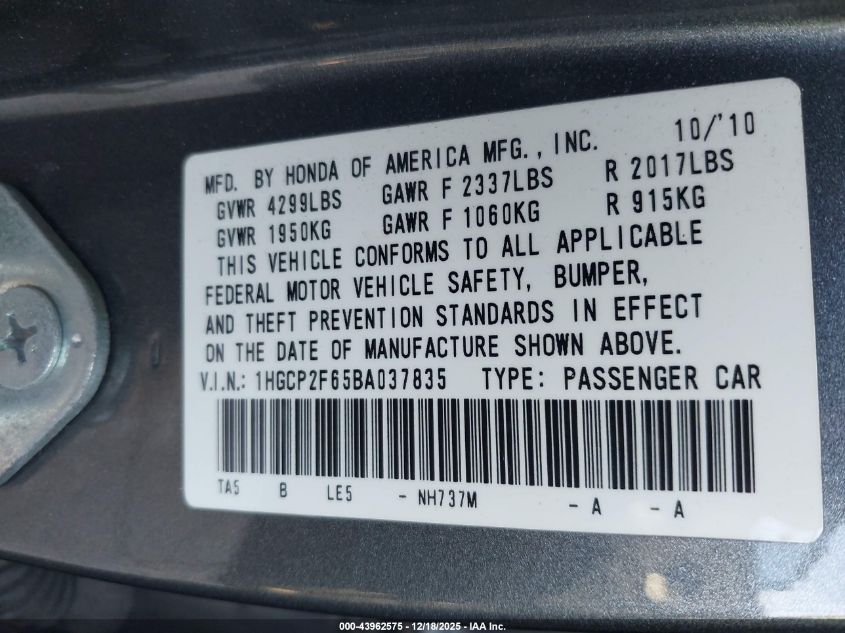 10/'10
MFD. BY HONDA OF AMERICA MFG., INC.
GVWR 4299LBS GAWR F 2337LBS R 2017LBS
GVWR 1950KG GAWR F 1060KG R 915KG
THIS VEHICLE CONFORMS TO ALL APPLICABLE
FEDERAL MOTOR VEHICLE SAFETY, BUMPER,
AND THEFT PREVENTION STANDARDS IN EFFECT
ON THE DATE OF MANUFACTURE SHOWN ABOVE.
V.I.N.: 1HGCP2F65BA037835 TYPE: PASSENGER CAR
TA5 B LE5 - NH737M - A - A
000-43962575 - 12/18/2025 - IAA Inc.